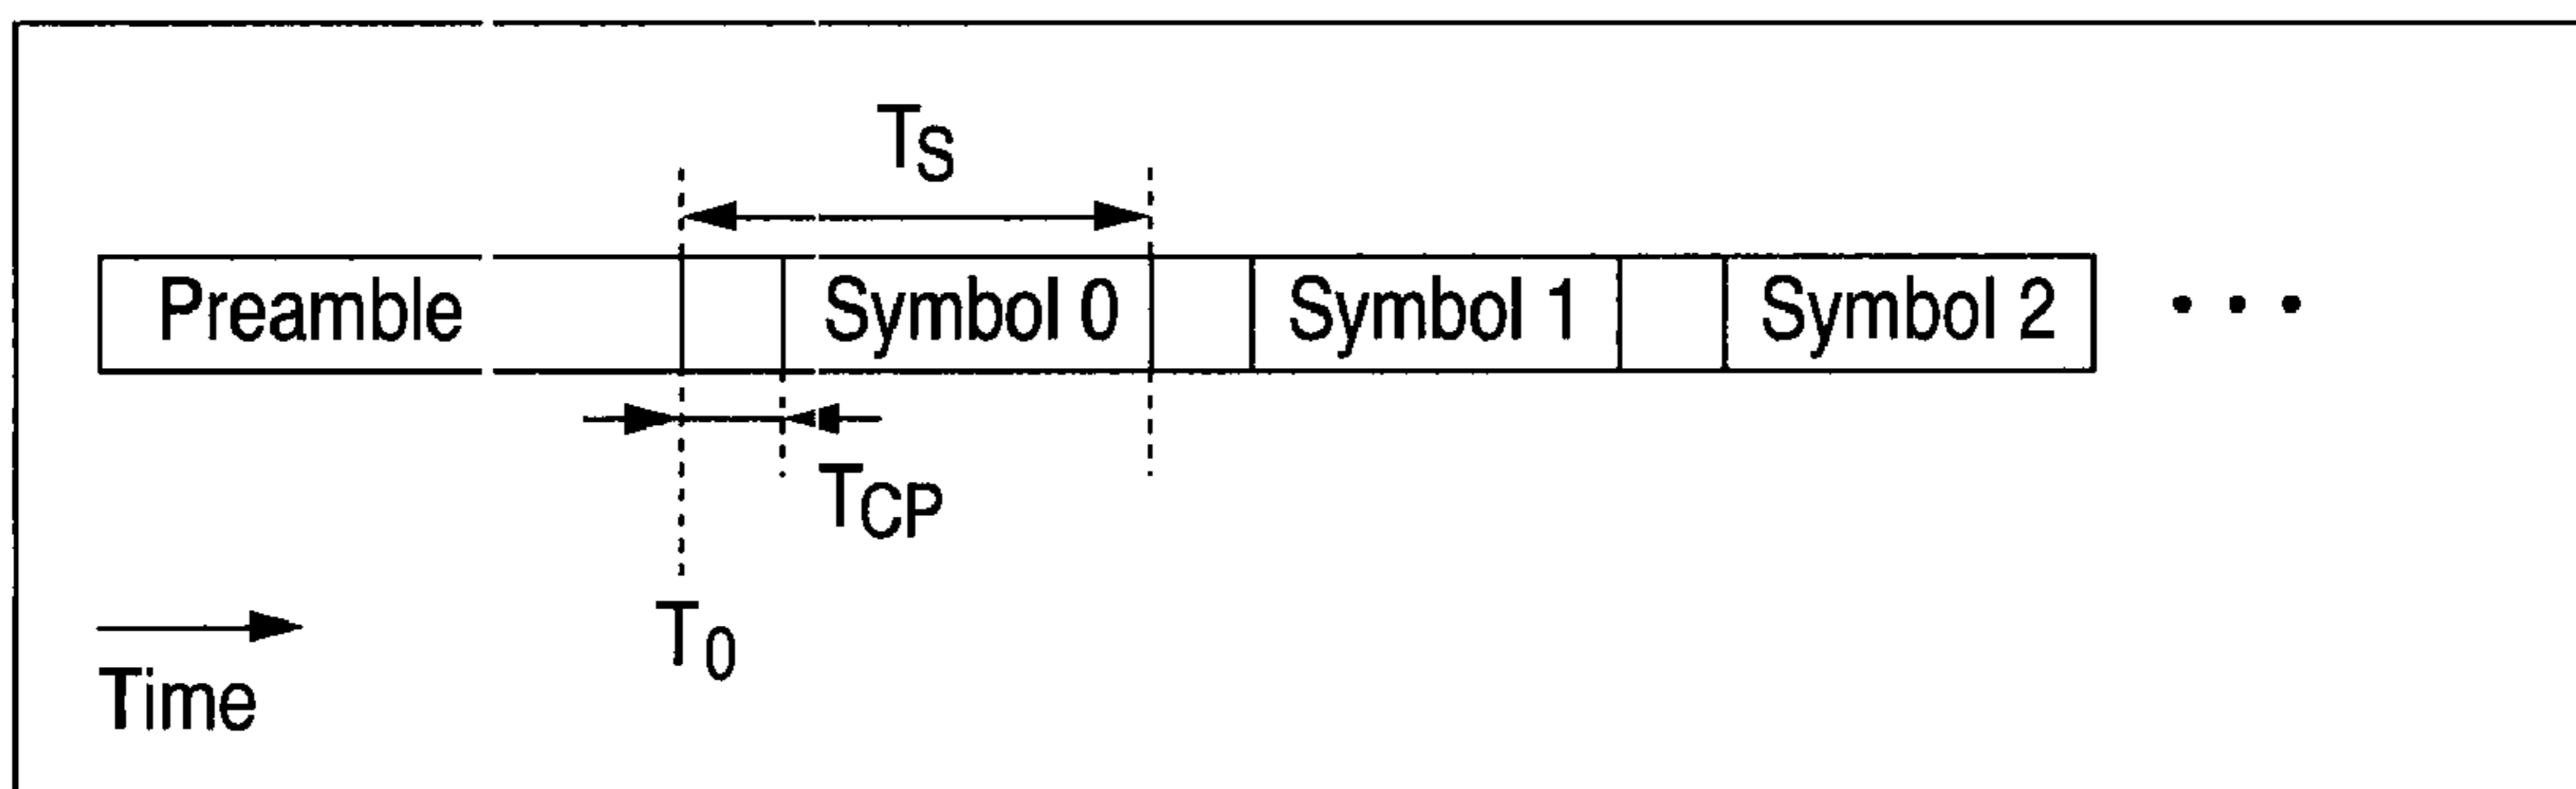 TS
Preamble Symbol 0 Symbol 1 Symbol 2 • • •
TCP
T0
Time